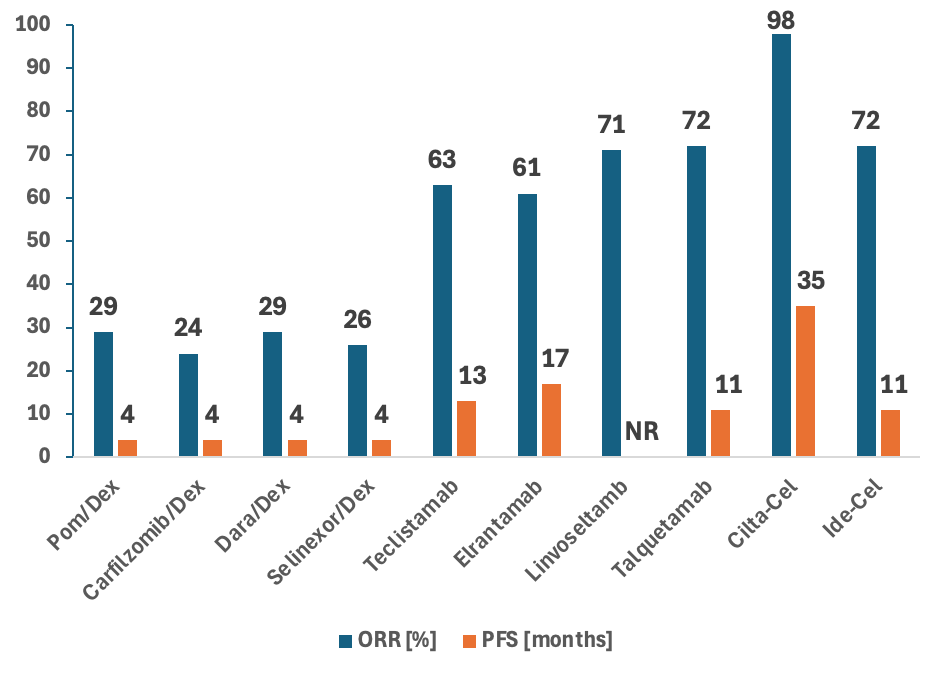 100
90
80
70
60
50
40
30
20
10
0
29
4
24
4
29
4
26
4
63
13
61
17
71
NR
72
11
98
35
72
11
Pom/Dex
Carfilzomib/Dex
Dara/Dex
Selinexor/Dex
Teclistamab
Elrantamab
Linvoseltamb
Talquetamab
Cilta-Cel
Ide-Cel
ORR [%]
PFS [months]